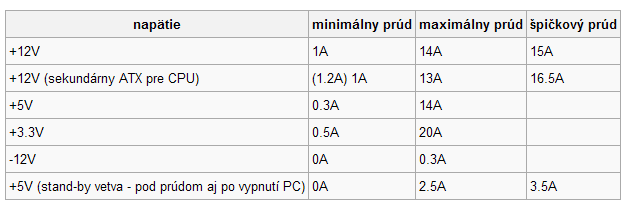 napätie minimálny prúd maximálny prúd špičkový prúd
+12V 1A 14A 15A
+12V (sekundárny ATX pre CPU) (1.2A) 1A 13A 16.5A
+5V 0.3A 14A
+3.3V 0.5A 20A
-12V 0A 0.3A
+5V (stand-by vetva - pod prúdom aj po vypnutí PC) 0A 2.5A 3.5A